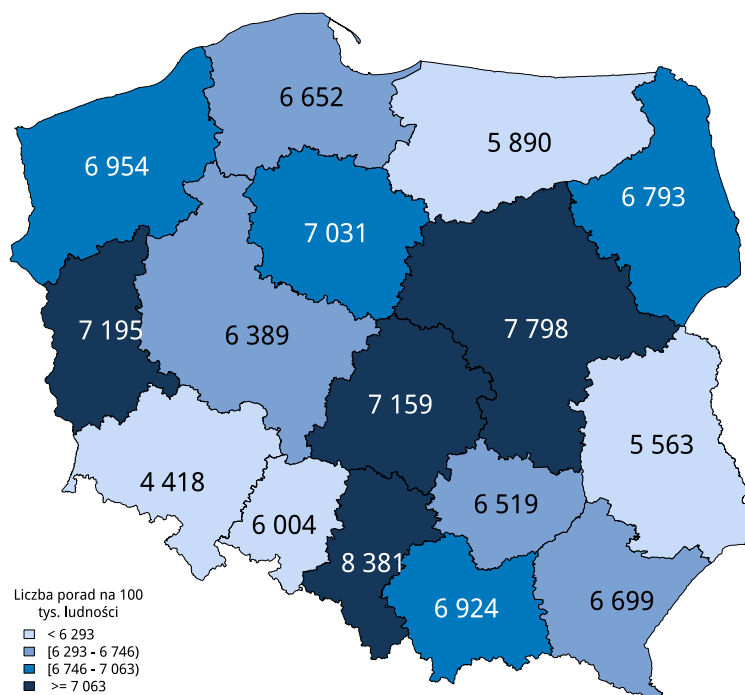 6 652
5 890
6 954
6 793
7 031
7 195
6 389
7 798
7 159
5 563
4 418
6 519
6 004
8 381
6 924
6 699
Liczba porad na 100
tys. ludności
< 6 293
[6 293 - 6 746)
[6 746 - 7 063)
>= 7 063